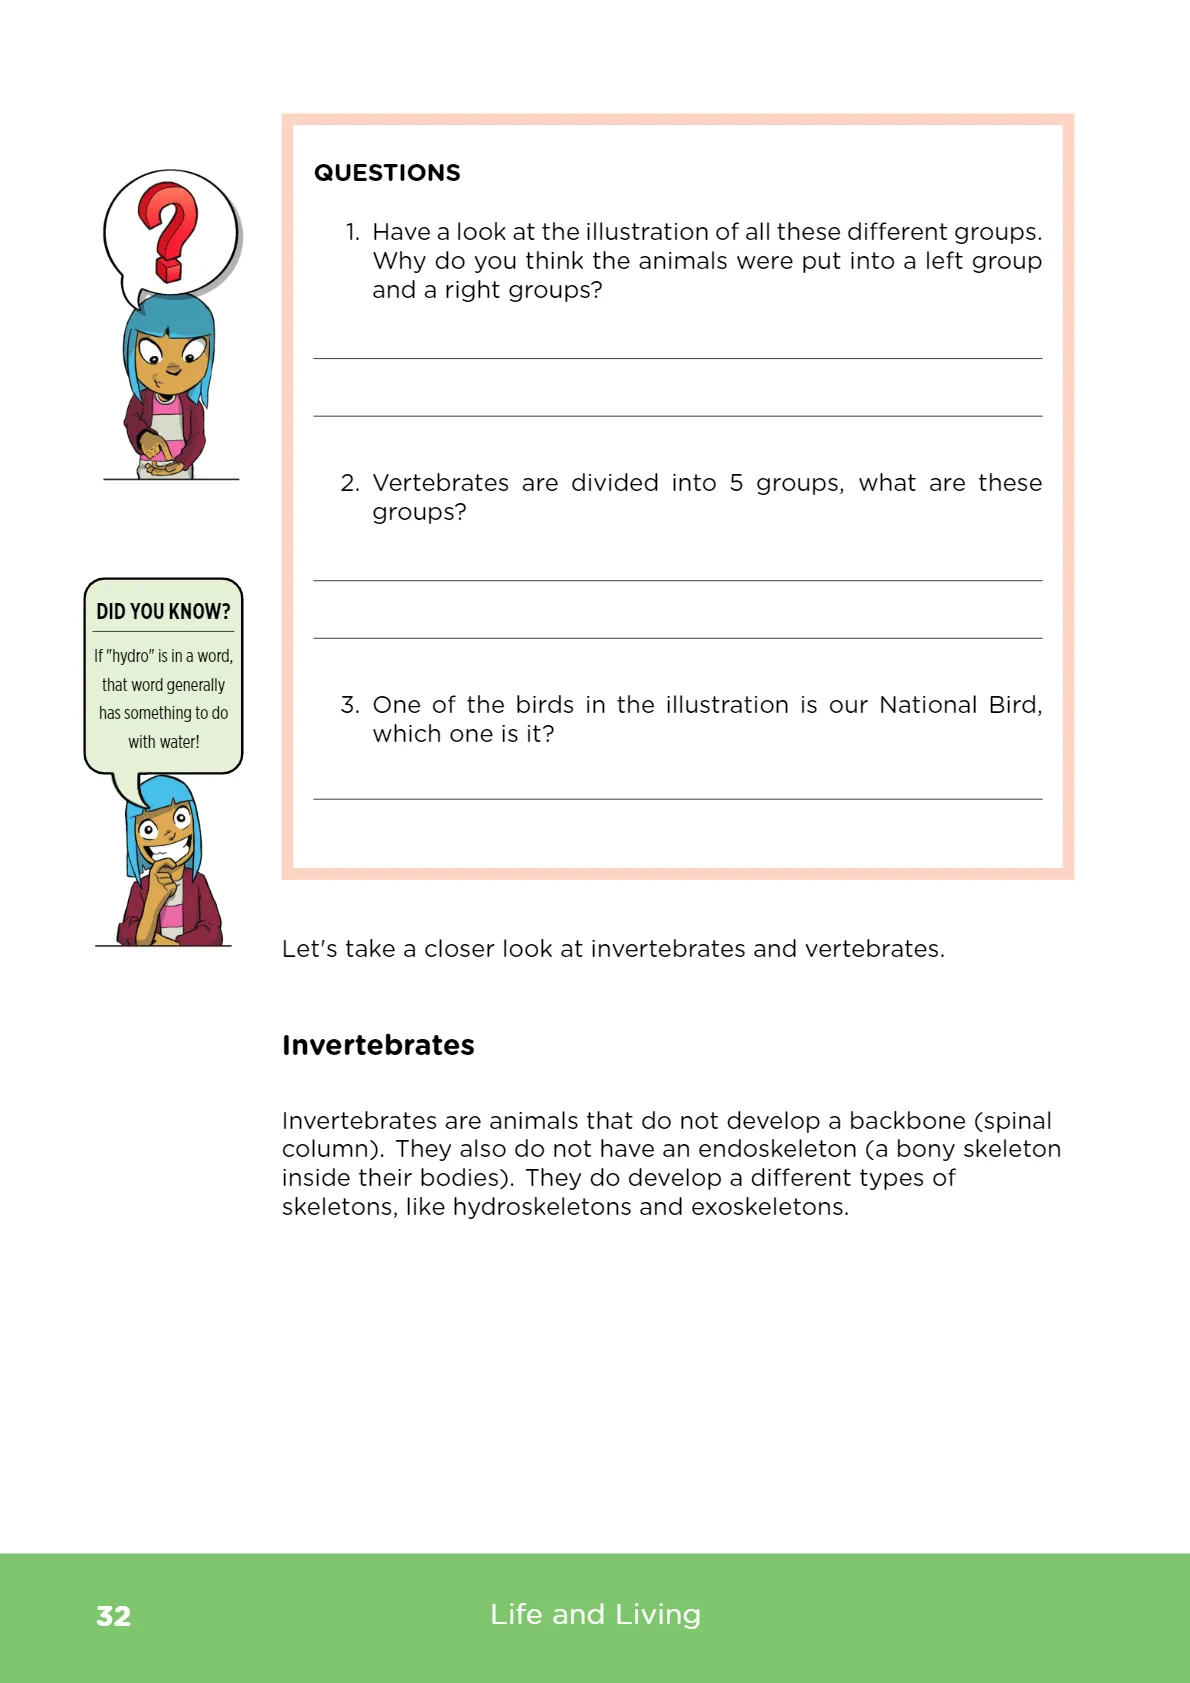 QUESTIONS
1. Have a look at the illustration of all these different groups.
Why do you think the animals were put into a left group
and a right groups?
2. Vertebrates are divided into 5 groups, what are these
groups?
DID YOU KNOW?
If "hydro" is in a word,
that word generally
has something to do
with water!
3. One of the birds in the illustration is our National Bird,
which one is it?
Let's take a closer look at invertebrates and vertebrates.
Invertebrates
Invertebrates are animals that do not develop a backbone (spinal
column). They also do not have an endoskeleton (a bony skeleton
inside their bodies). They do develop a different types of
skeletons, like hydroskeletons and exoskeletons.
32
Life and Living